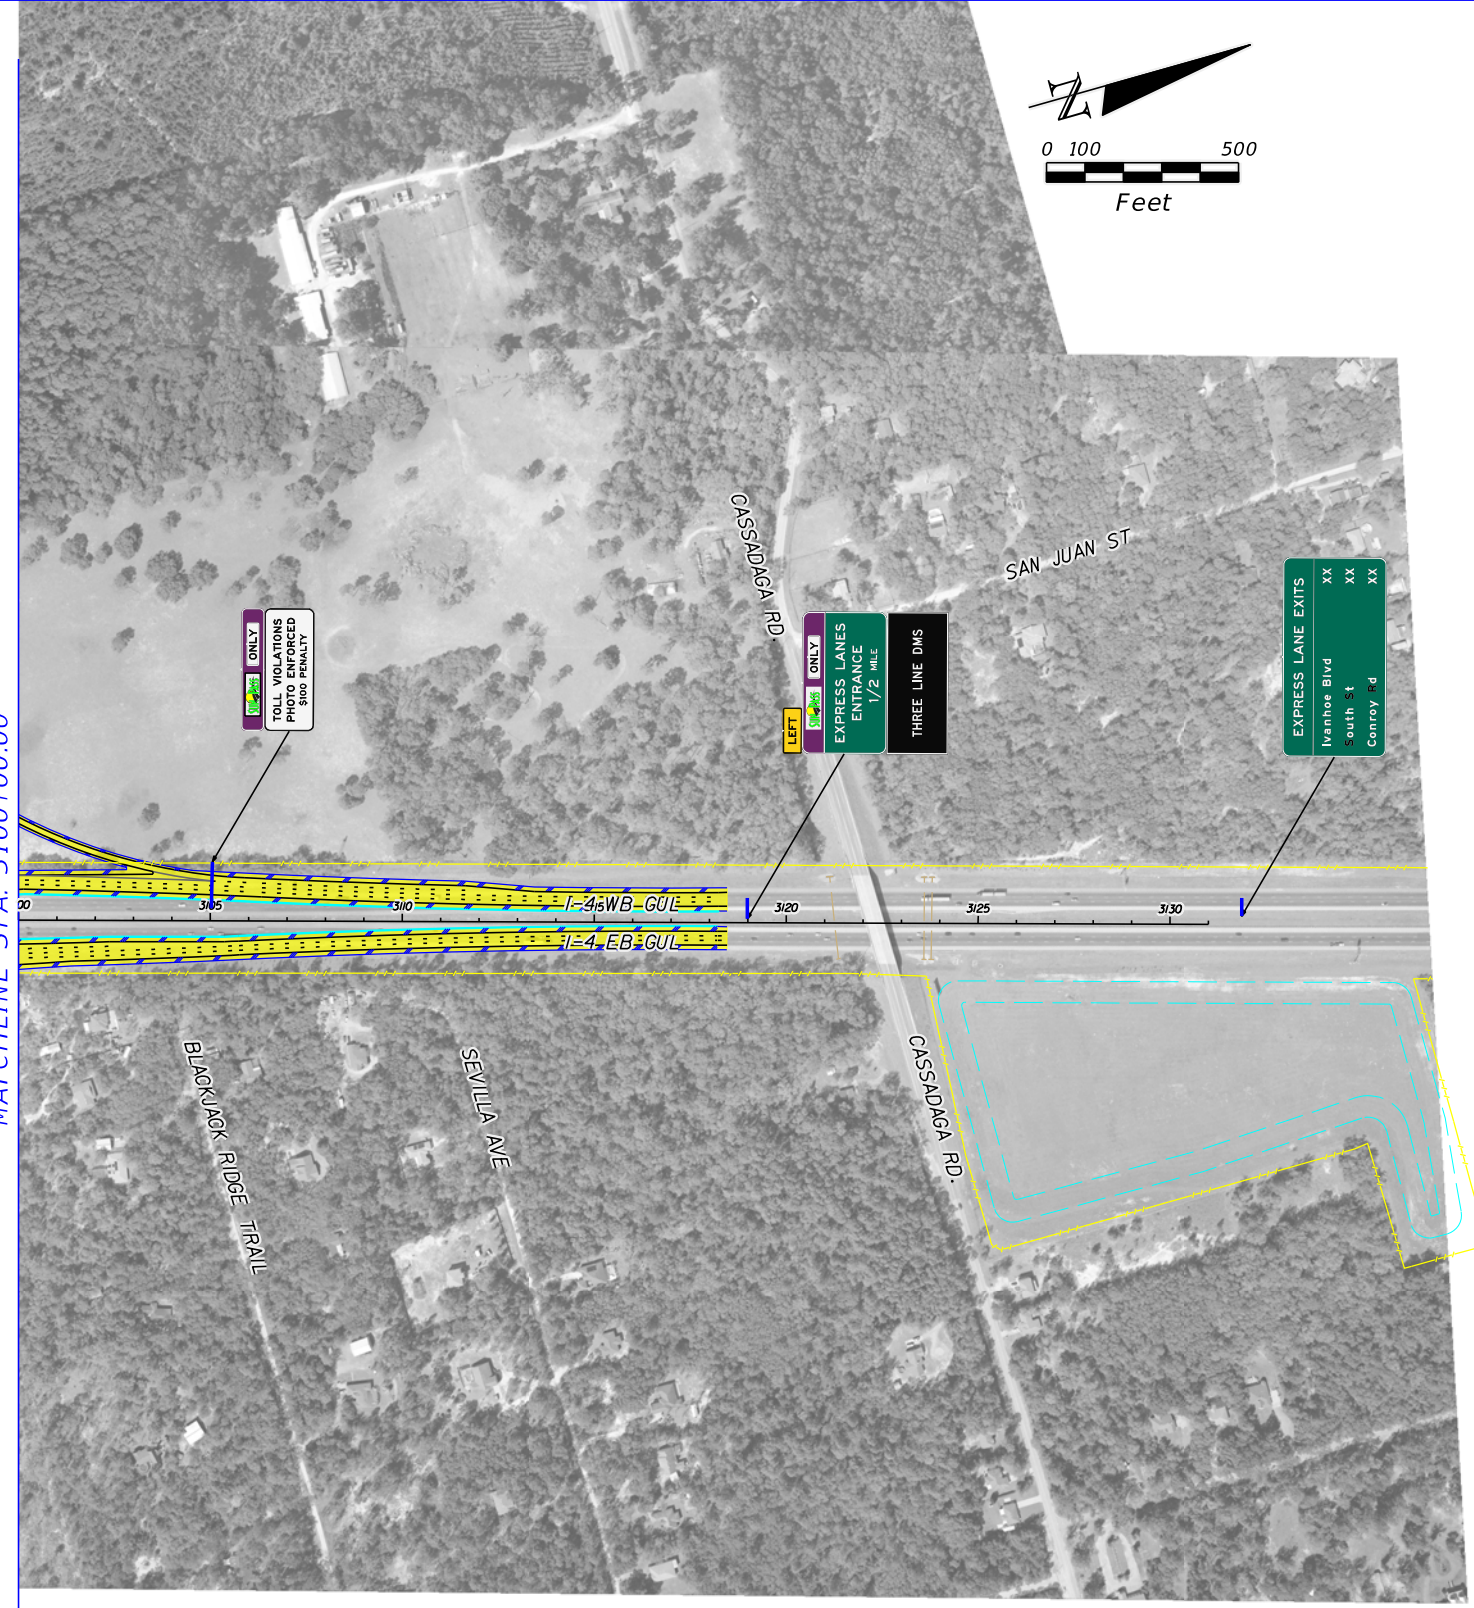 0 100 500
Feet
CASSADAGA RD.
SAN JUAN ST
ONLY
TOLL VIOLATIONS
PHOTO ENFORCED
$100 PENALTY
LEFT
ONLY
EXPRESS LANES
ENTRANCE
1/2 MILE
THREE LINE DMS
EXPRESS LANE EXITS
Ivanhoe Blvd XX
South St XX
Conroy Rd XX
00 3105 3110 3115 3120 3125 3130
I-4 WB GUL
I-4 EB GUL
BLACKJACK RIDGE TRAIL
SEVILLA AVE
CASSADAGA RD.